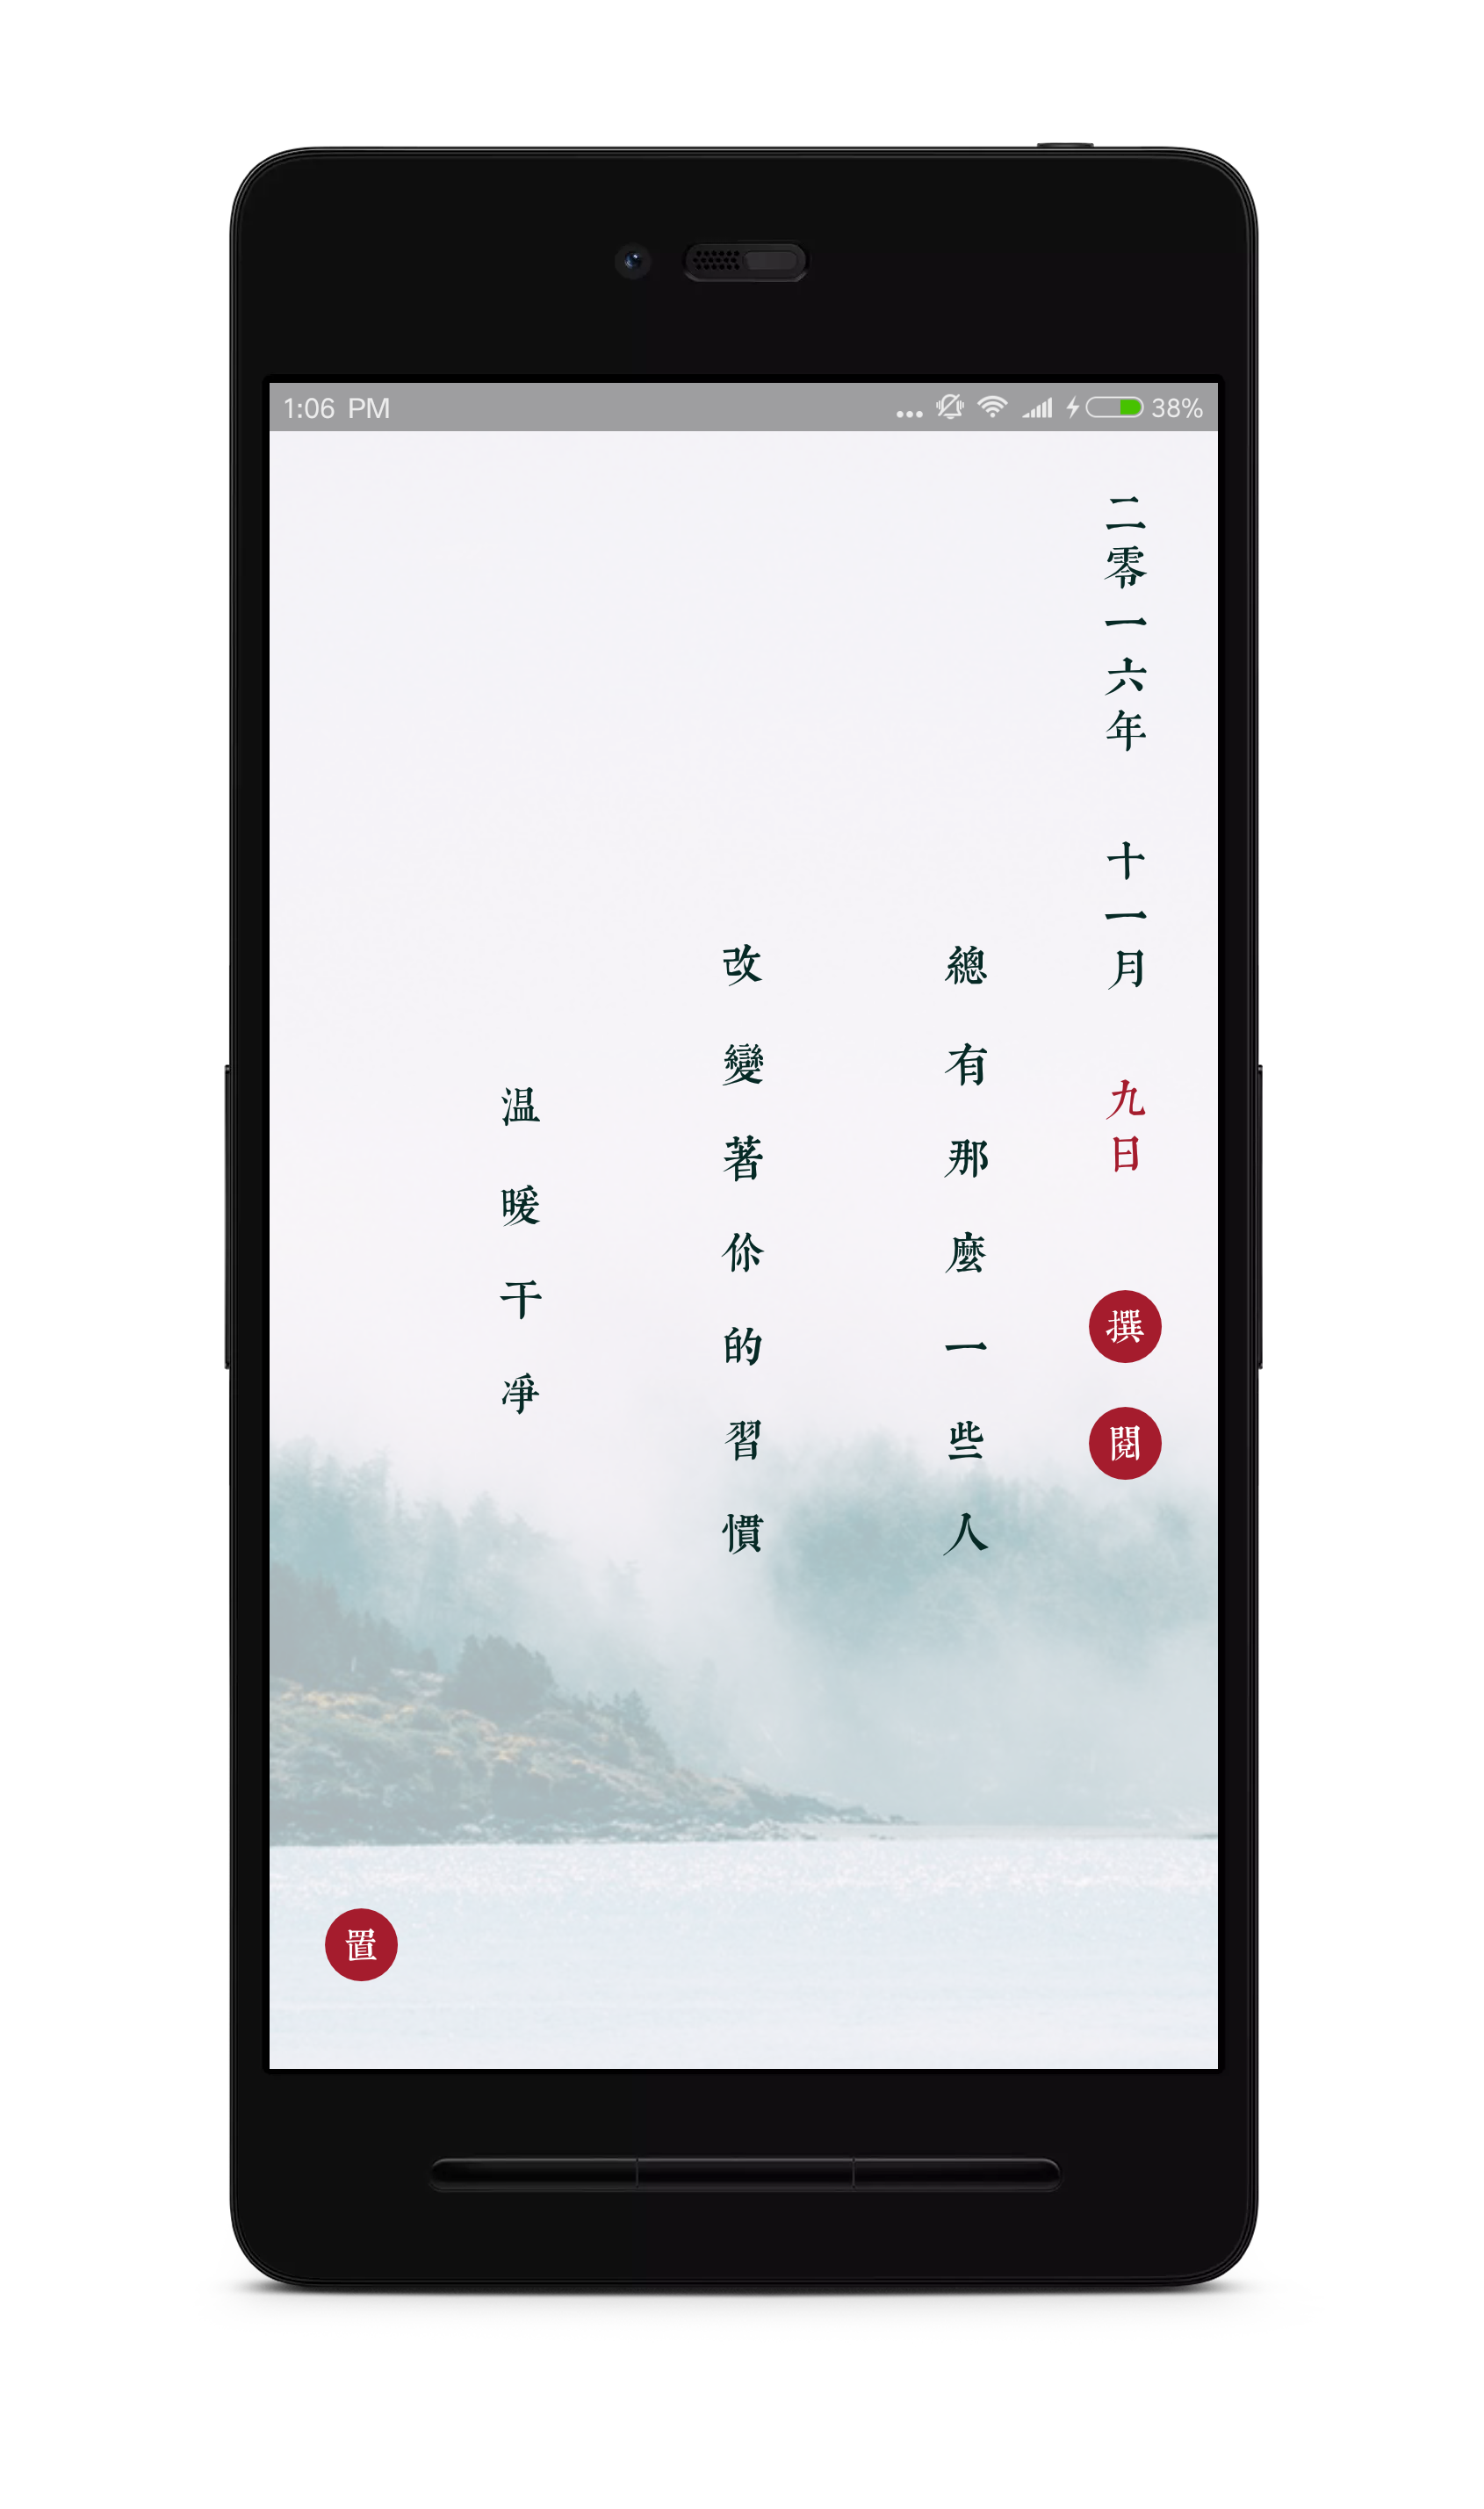 1:06 PM
38%
二零一六年 十一月 九日
撰
閱
總有那麼一些人
改變著你的習慣
温暖干凈
置